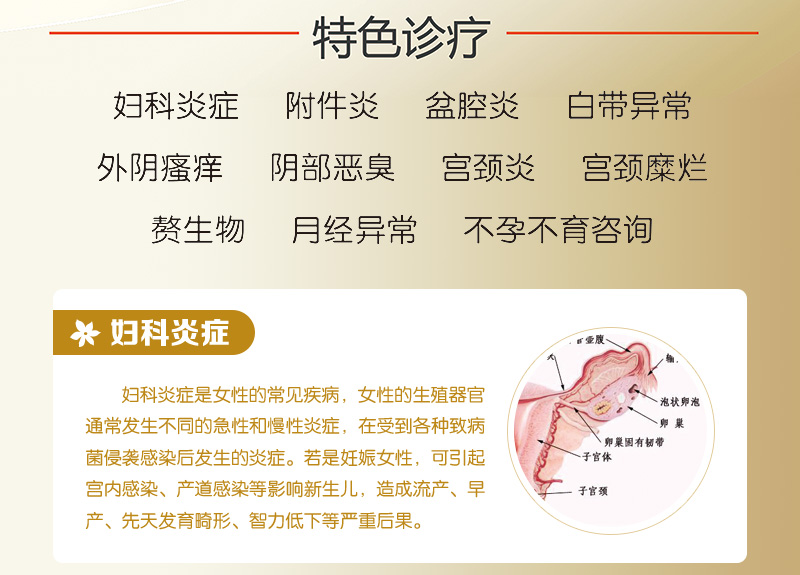 特色诊疗
妇科炎症 附件炎 盆腔炎 白带异常
外阴瘙痒 阴部恶臭 宫颈炎 宫颈糜烂
赘生物 月经异常 不孕不育咨询
妇科炎症
妇科炎症是女性的常见疾病，女性的生殖器官
通常发生不同的急性和慢性炎症，在受到各种致病
菌侵袭感染后发生的炎症。若是妊娠女性，可引起
宫内感染、产道感染等影响新生儿，造成流产、早
产、先天发育畸形、智力低下等严重后果。
壶腹
输
泡状卵泡
卵 巢
卵巢固有韧带
子宫体
子宫颈